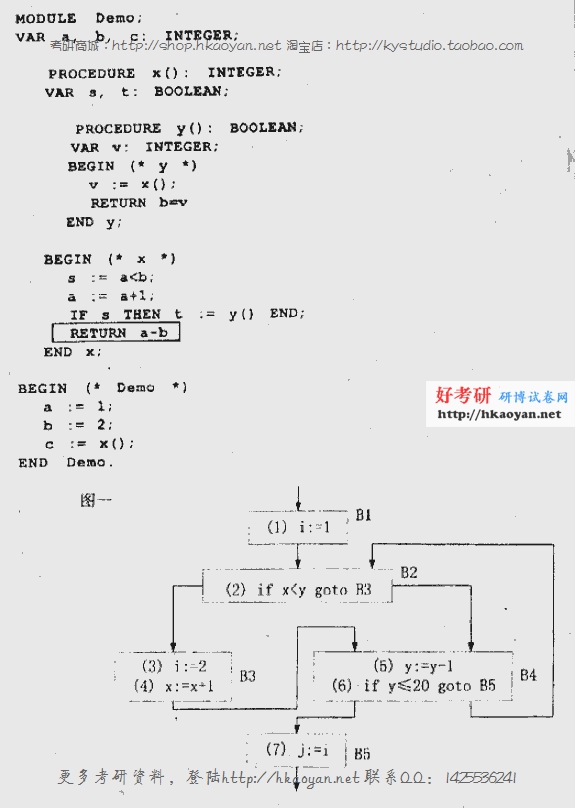 MODULE Demo;
VAR a, b, c: INTEGER;
考研商城：http://shop.hkaoyan.net 淘宝店：http://kystudio.taobao.com
PROCEDURE x(): INTEGER;
VAR s, t: BOOLEAN;
PROCEDURE y(): BOOLEAN;
VAR v: INTEGER;
BEGIN (* y *)
v := x();
RETURN b=v
END y;
BEGIN (* x *)
s := a<b;
a := a+1;
IF s THEN t := y() END;
RETURN a-b
END x;
BEGIN (* Demo *)
a := 1;
b := 2;
c := x();
END Demo.
好考研 研博试卷网
http://hkaoyan.net
图一
(1) i:=1 B1
(2) if x<y goto B3 B2
(3) i:=2
(4) x:=x+1 B3
(5) y:=y-1
(6) if y≤20 goto B5 B4
(7) j:=i B5
更多考研资料，登陆http://hkaoyan.net 联系QQ：1425536241